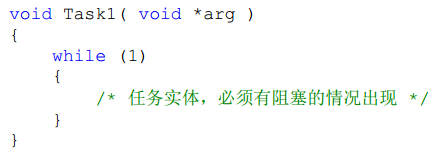 void Task1( void *arg )
{
    while (1)
    {
        /* 任务实体，必须有阻塞的情况出现 */
    }
}